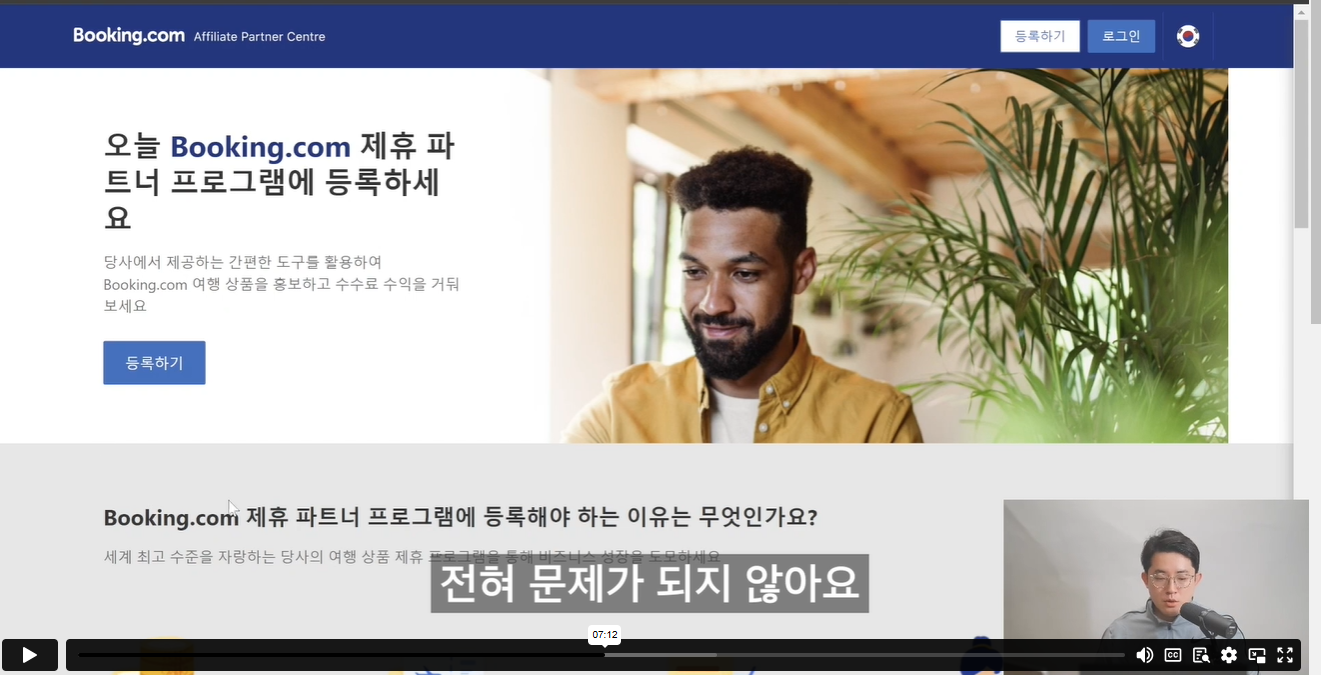 Booking.com Affiliate Partner Centre
등록하기
로그인
오늘 Booking.com 제휴 파
트너 프로그램에 등록하세
요
당사에서 제공하는 간편한 도구를 활용하여
Booking.com 여행 상품을 홍보하고 수수료 수익을 거둬
보세요
등록하기
Booking.com 제휴 파트너 프로그램에 등록해야 하는 이유는 무엇인가요?
세계 최고 수준을 자랑하는 당사의 여행 상품 제휴 프로그램을 통해 비즈니스 성장을 도모하세요
전혀 문제가 되지 않아요
07:12
CC